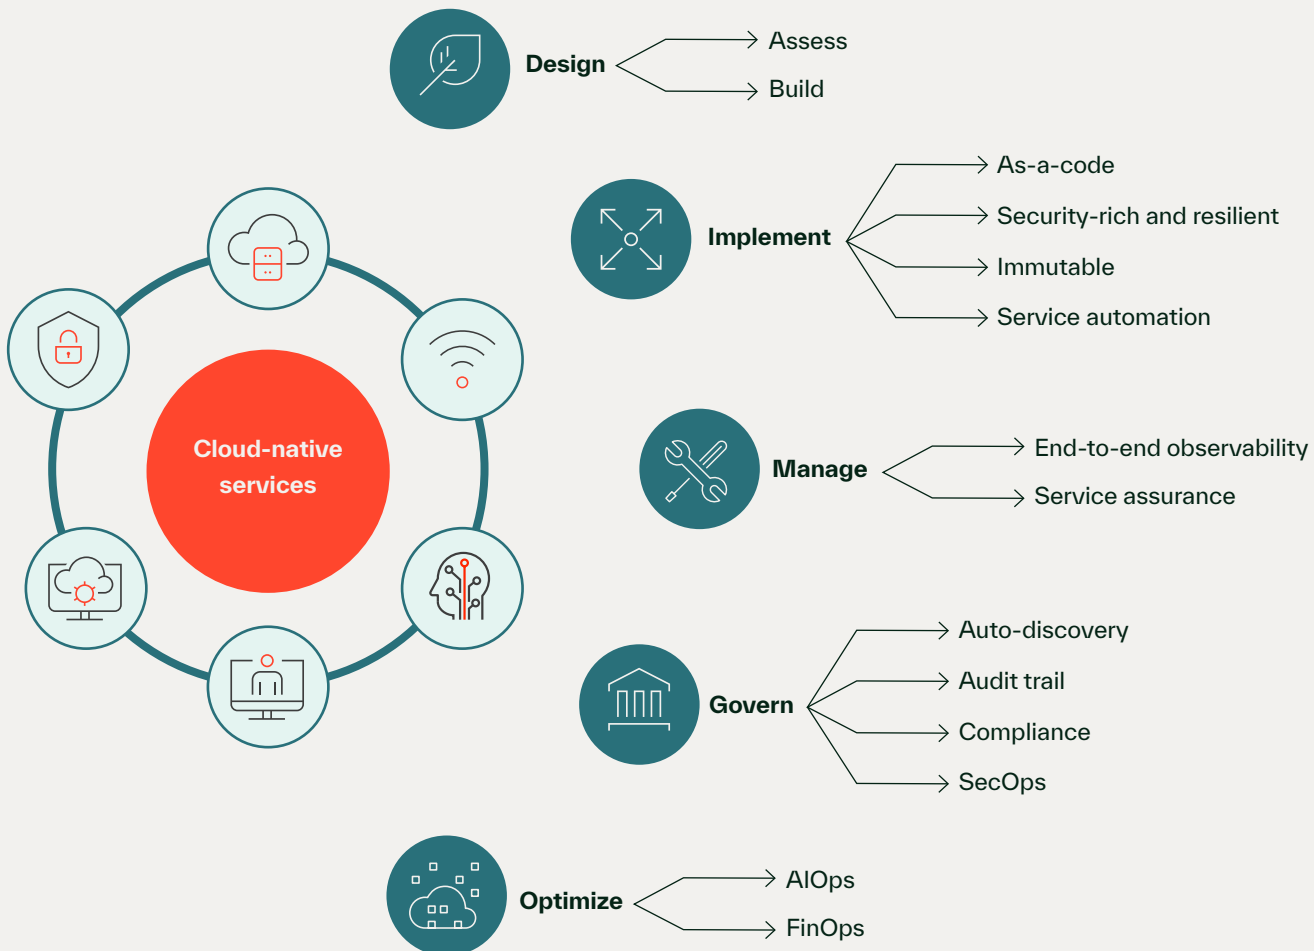 Design
Assess
Build
Implement
As-a-code
Security-rich and resilient
Immutable
Service automation
Cloud-native
services
Manage
End-to-end observability
Service assurance
Govern
Auto-discovery
Audit trail
Compliance
SecOps
Optimize
AIOps
FinOps